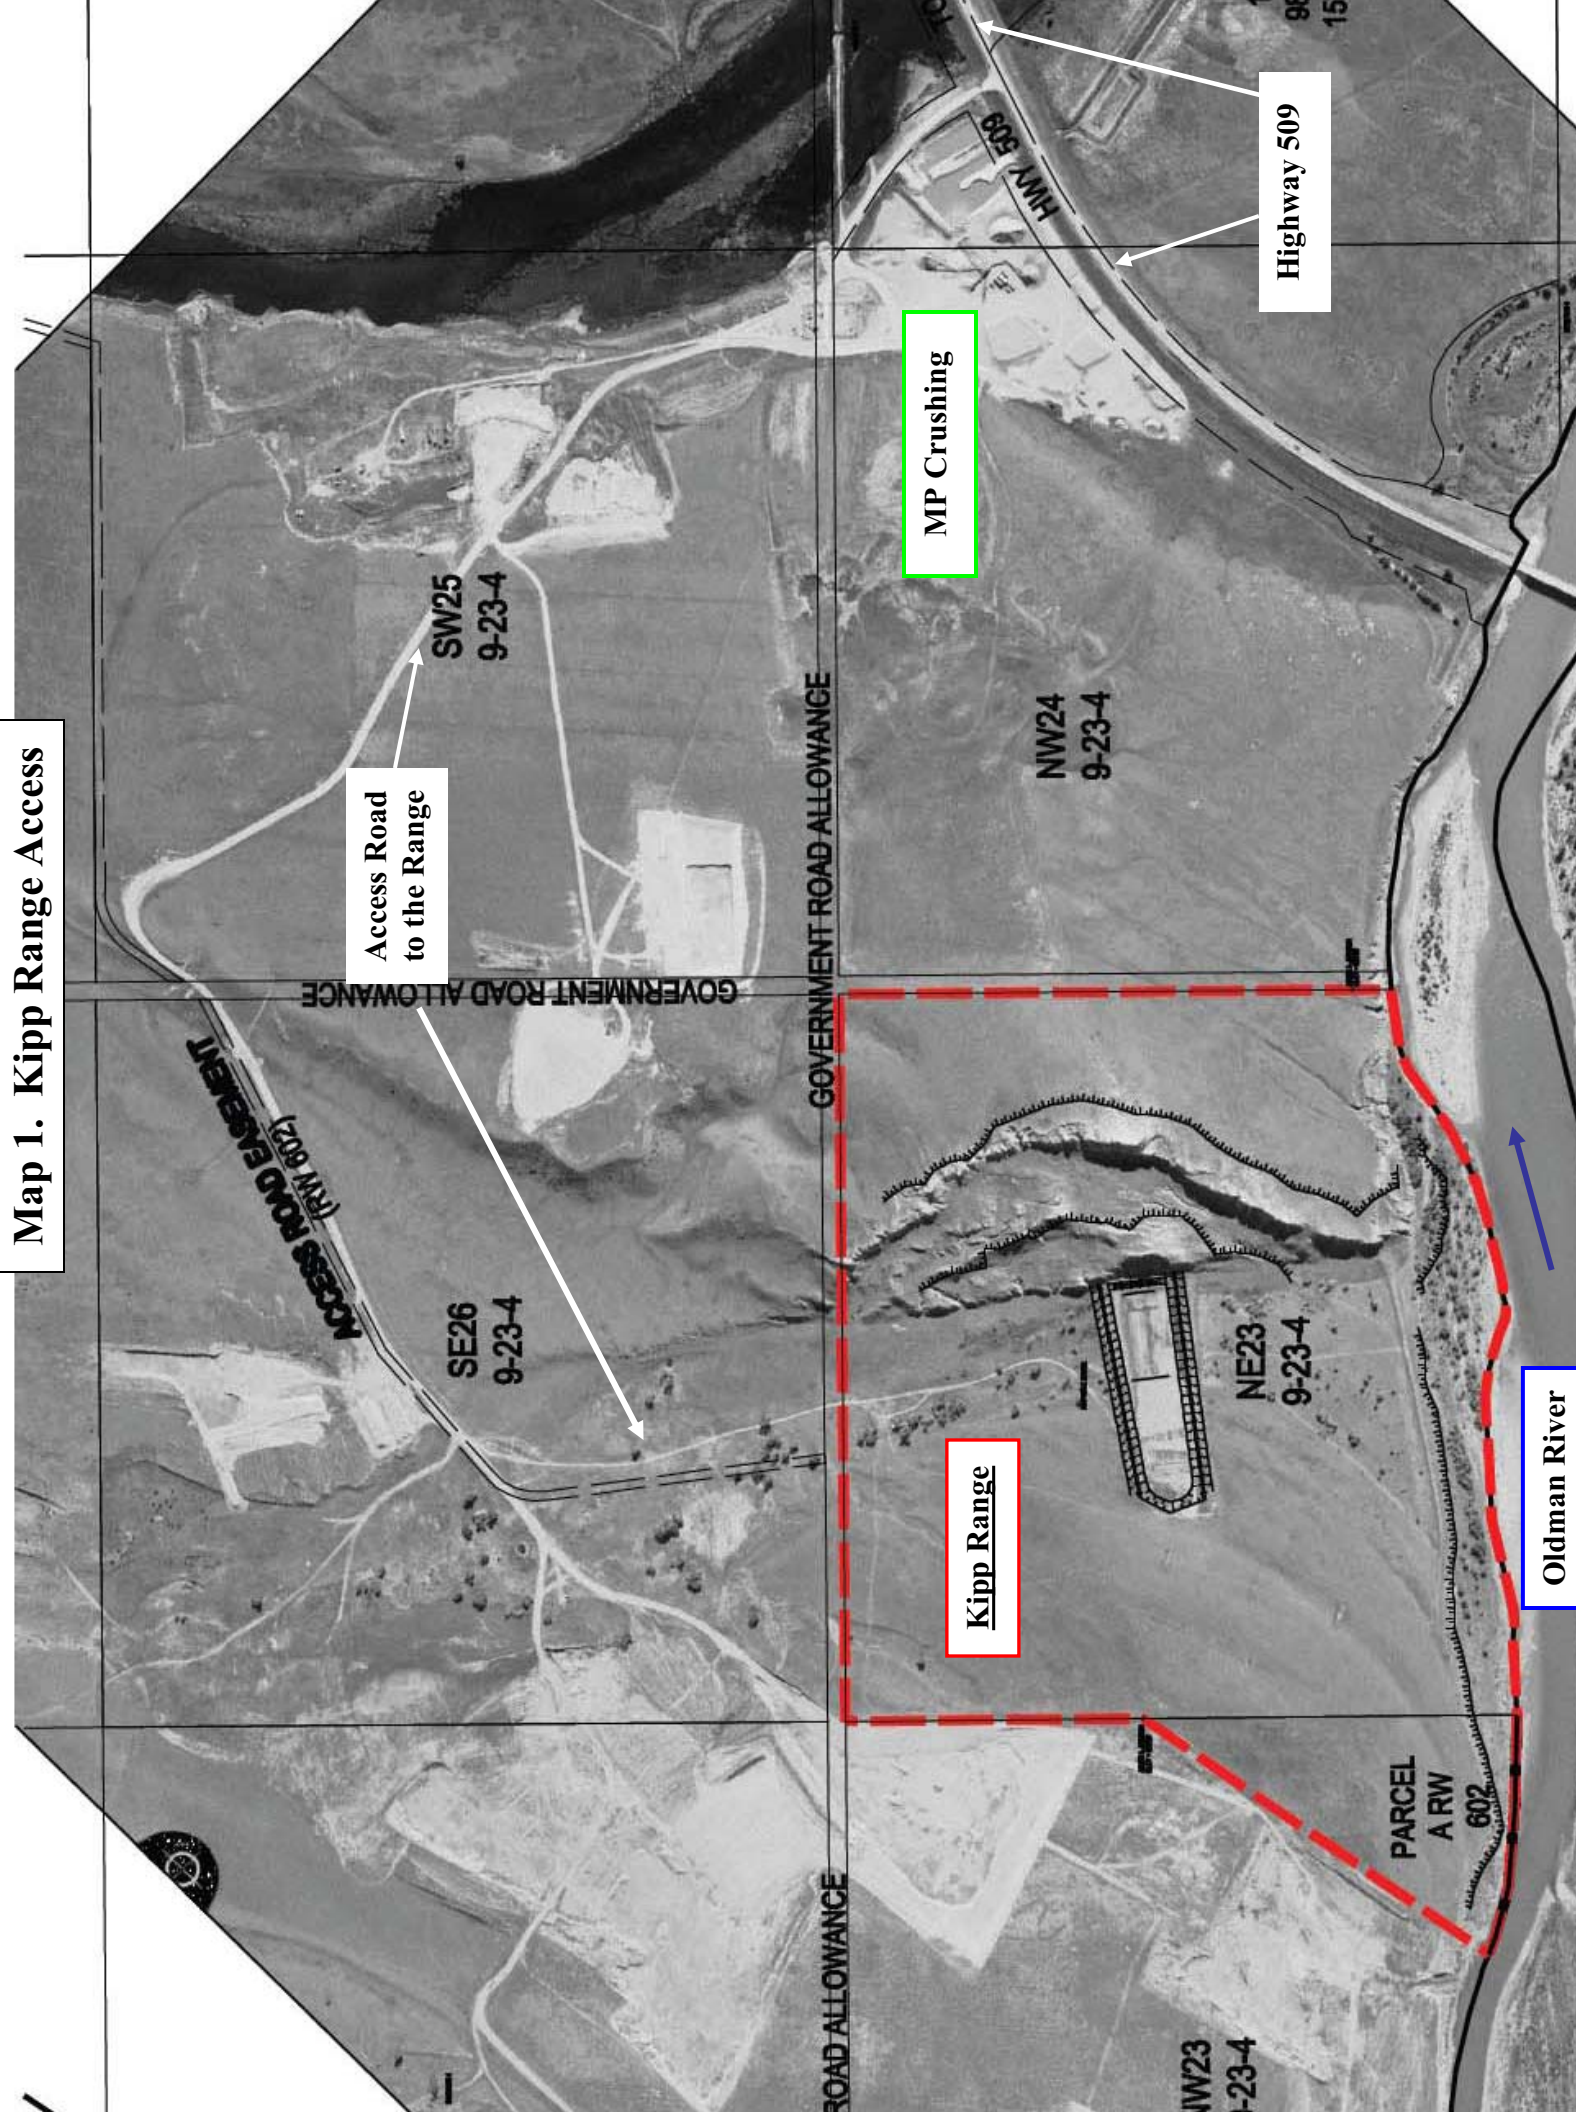 Map 1.  Kipp Range Access
ACCESS ROAD EASEMENT
(RW 602)
SW25
9-23-4
Access Road
to the Range
GOVERNMENT ROAD ALLOWANCE
SE26
9-23-4
ROAD ALLOWANCE
GOVERNMENT ROAD ALLOWANCE
MP Crushing
HWY 509
Highway 509
NW24
9-23-4
Kipp Range
NE23
9-23-4
PARCEL
A RW
602
Oldman River